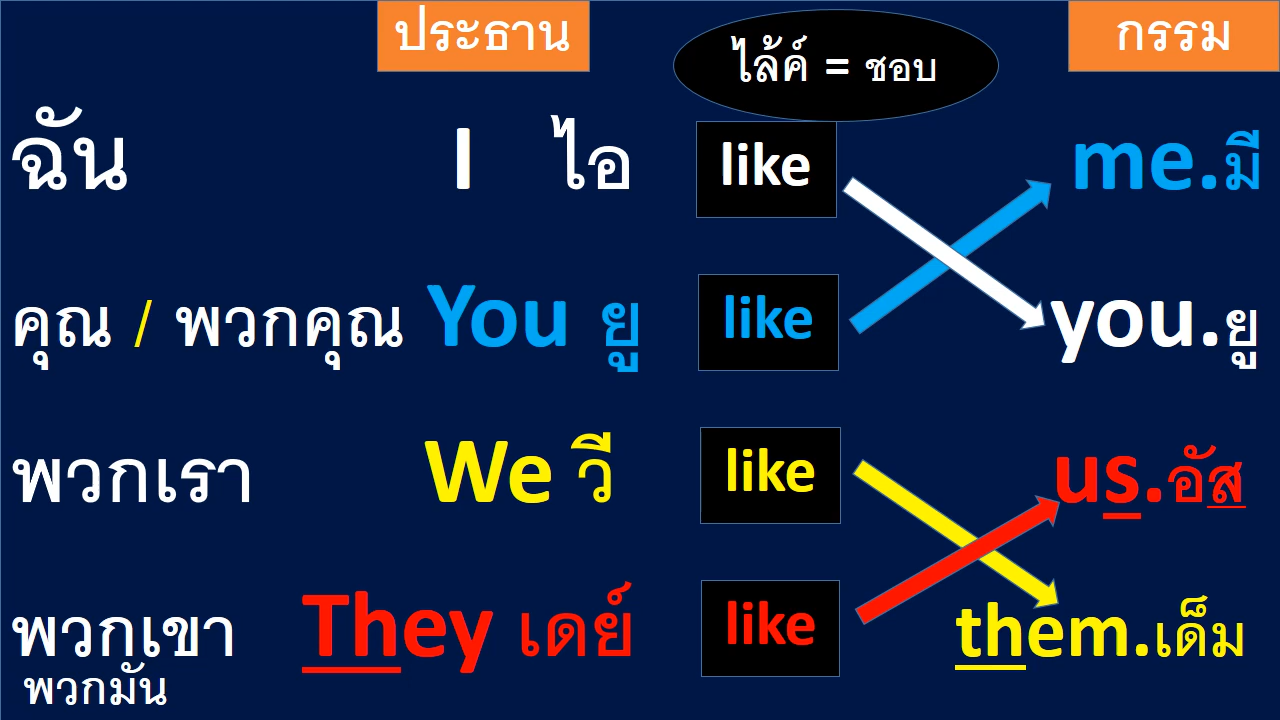 ประธาน
ไล้ค์ = ชอบ
กรรม
ฉัน I ไอ like me.มี
คุณ / พวกคุณ You ยู like you.ยู
พวกเรา We วี like us.อัส
พวกเขา They เดย์ like them.เด็ม
พวกมัน